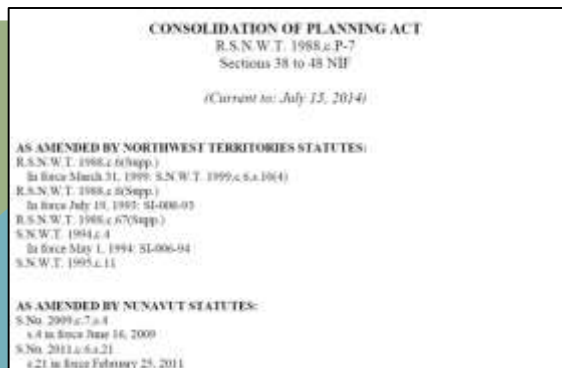 CONSOLIDATION OF PLANNING ACT
R.S.N.W.T. 1988,c.P-7
Sections 38 to 48 NIF
(Current to: July 15, 2014)
AS AMENDED BY NORTHWEST TERRITORIES STATUTES:
R.S.N.W.T. 1988,c.6(Supp.)
In force March 31, 1999: S.N.W.T. 1999,c.6,s.10(4)
R.S.N.W.T. 1988,c.8(Supp.)
In force July 19, 1993: SI-008-93
R.S.N.W.T. 1988,c.67(Supp.)
S.N.W.T. 1994,c.4
In force May 1, 1994: SI-006-94
S.N.W.T. 1995,c.11
AS AMENDED BY NUNAVUT STATUTES:
S.Nu. 2009,c.7,s.4
s.4 in force June 16, 2009
S.Nu. 2011,c.6,s.21
s.21 in force February 25, 2011